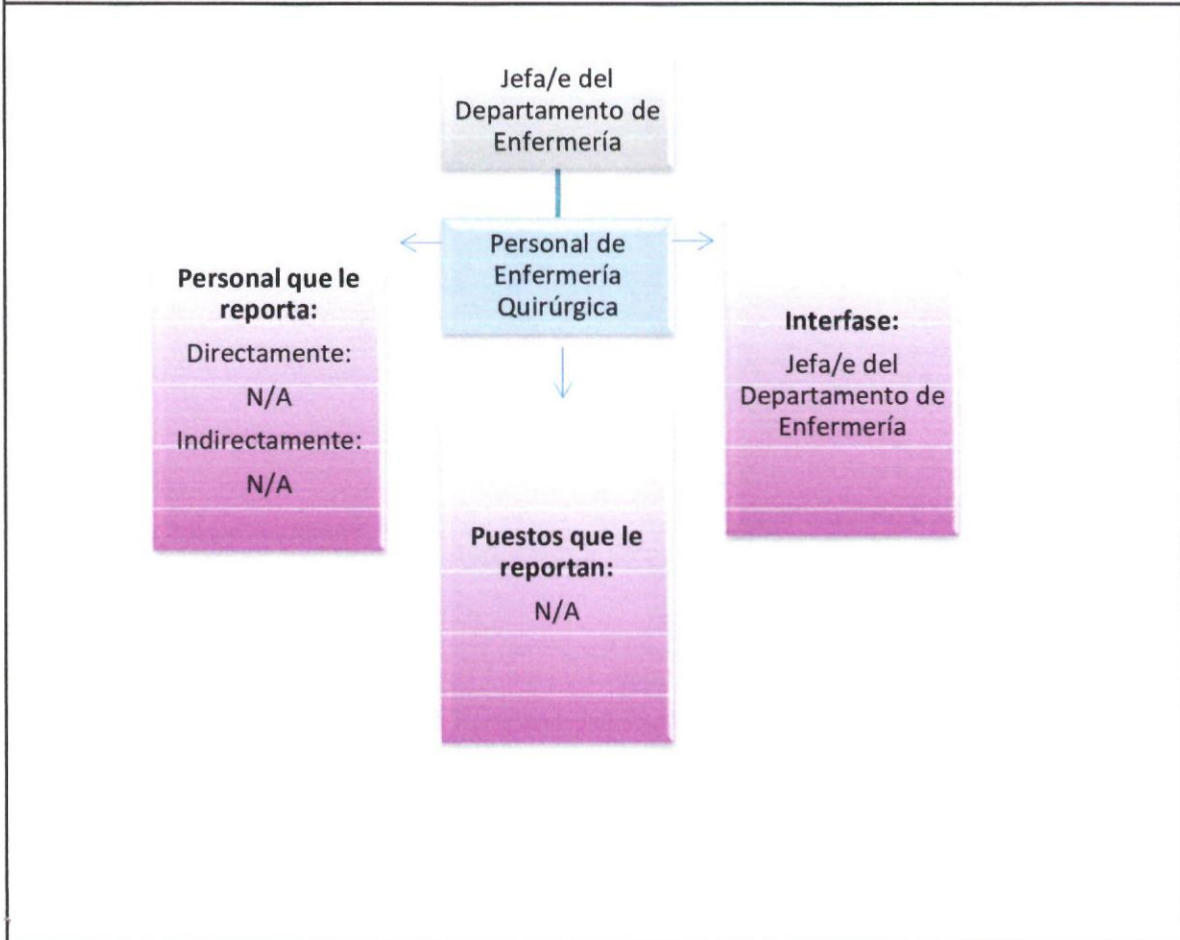 Jefa/e del
Departamento de
Enfermería
Personal de
Enfermería
Quirúrgica
Personal que le
reporta:
Directamente:
N/A
Indirectamente:
N/A
Interfase:
Jefa/e del
Departamento de
Enfermería
Puestos que le
reportan:
N/A